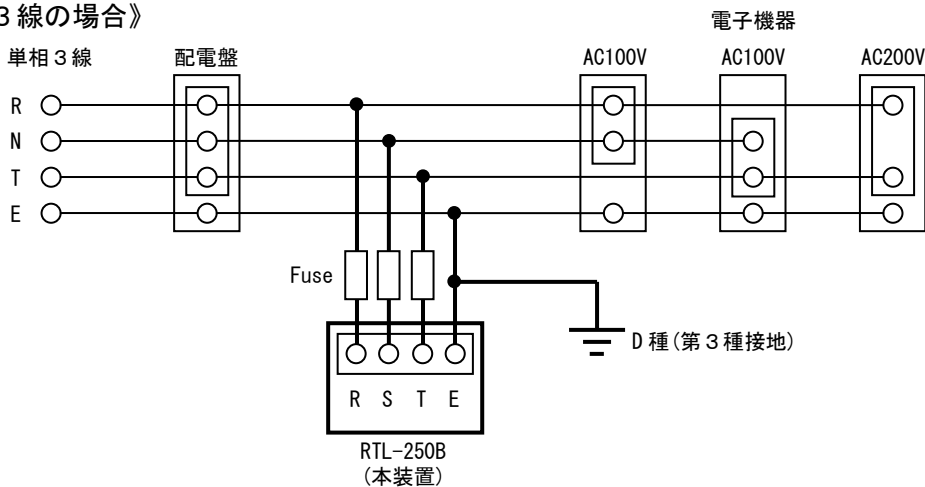 3線の場合》
電子機器
単相3線 配電盤 AC100V AC100V AC200V
R
N
T
E
Fuse
D種(第3種接地)
R S T E
RTL-250B
(本装置)